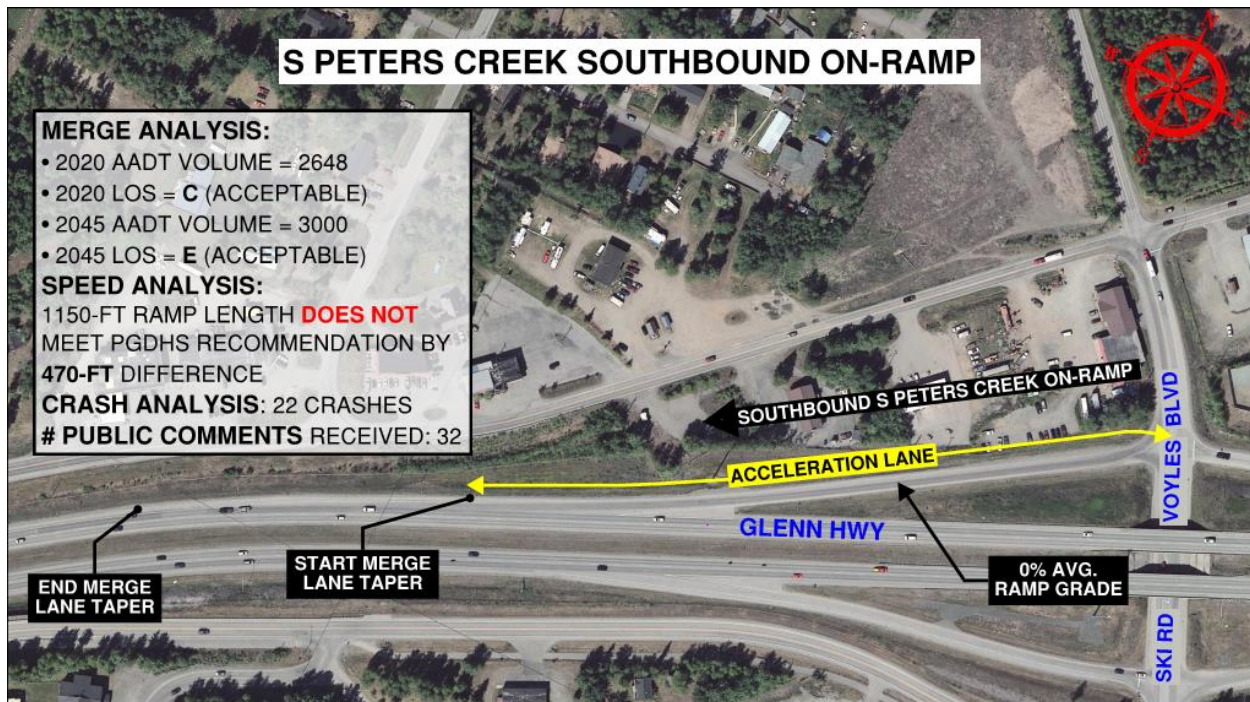 S PETERS CREEK SOUTHBOUND ON-RAMP
N
W
E
S
MERGE ANALYSIS:
• 2020 AADT VOLUME = 2648
• 2020 LOS = C (ACCEPTABLE)
• 2045 AADT VOLUME = 3000
• 2045 LOS = E (ACCEPTABLE)
SPEED ANALYSIS:
1150-FT RAMP LENGTH DOES NOT
MEET PGDHS RECOMMENDATION BY
470-FT DIFFERENCE
CRASH ANALYSIS: 22 CRASHES
# PUBLIC COMMENTS RECEIVED: 32
SOUTHBOUND S PETERS CREEK ON-RAMP
VOYLES BLVD
ACCELERATION LANE
GLENN HWY
START MERGE
LANE TAPER
END MERGE
LANE TAPER
0% AVG.
RAMP GRADE
SKI RD